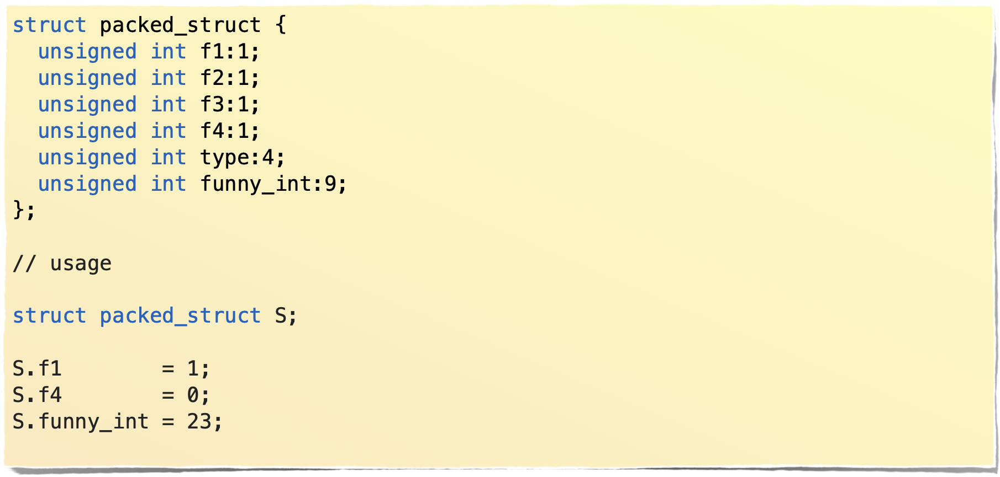 struct packed_struct {
  unsigned int f1:1;
  unsigned int f2:1;
  unsigned int f3:1;
  unsigned int f4:1;
  unsigned int type:4;
  unsigned int funny_int:9;
};

// usage

struct packed_struct S;

S.f1        = 1;
S.f4        = 0;
S.funny_int = 23;